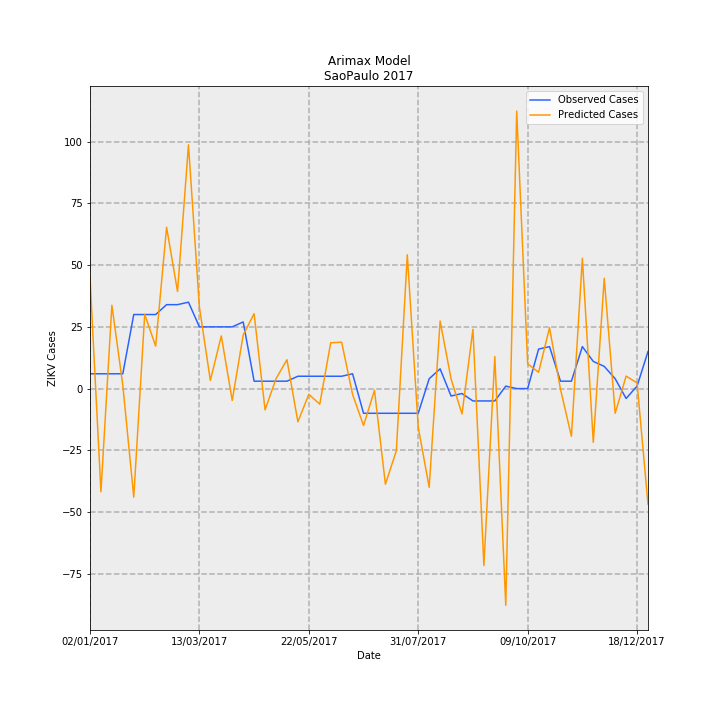 Arimax Model
SaoPaulo 2017
Observed Cases
Predicted Cases
ZIKV Cases
100
75
50
25
0
−25
−50
−75
02/01/2017
13/03/2017
22/05/2017
31/07/2017
09/10/2017
18/12/2017
Date